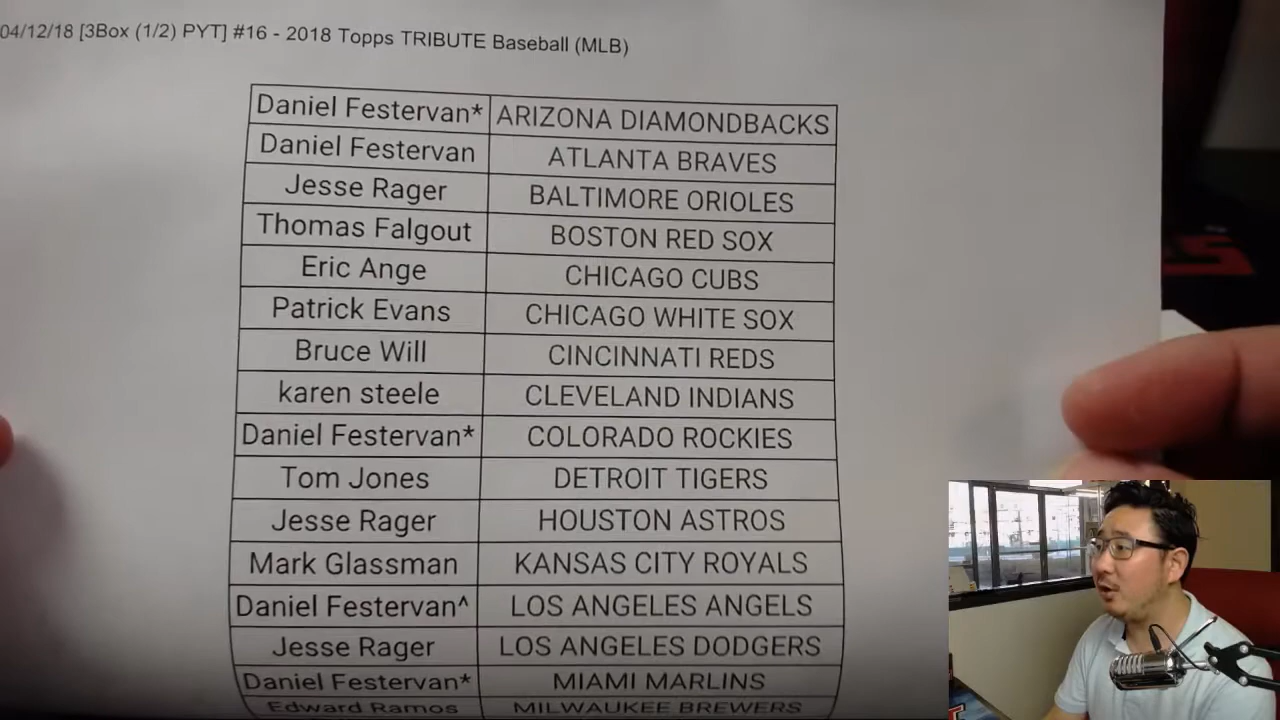 04/12/18 [3Box (1/2) PYT] #16 - 2018 Topps TRIBUTE Baseball (MLB)
Daniel Festervan* ARIZONA DIAMONDBACKS
Daniel Festervan ATLANTA BRAVES
Jesse Rager BALTIMORE ORIOLES
Thomas Falgout BOSTON RED SOX
Eric Ange CHICAGO CUBS
Patrick Evans CHICAGO WHITE SOX
Bruce Will CINCINNATI REDS
karen steele CLEVELAND INDIANS
Daniel Festervan* COLORADO ROCKIES
Tom Jones DETROIT TIGERS
Jesse Rager HOUSTON ASTROS
Mark Glassman KANSAS CITY ROYALS
Daniel Festervan^ LOS ANGELES ANGELS
Jesse Rager LOS ANGELES DODGERS
Daniel Festervan* MIAMI MARLINS
Edward Ramos MILWAUKEE BREWERS